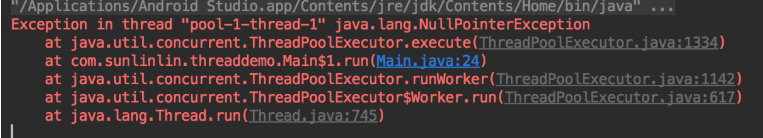 "/Applications/Android Studio.app/Contents/jre/jdk/Contents/Home/bin/java" ...
Exception in thread "pool-1-thread-1" java.lang.NullPointerException
at java.util.concurrent.ThreadPoolExecutor.execute(ThreadPoolExecutor.java:1334)
at com.sunlinlin.threaddemo.Main$1.run(Main.java:24)
at java.util.concurrent.ThreadPoolExecutor.runWorker(ThreadPoolExecutor.java:1142)
at java.util.concurrent.ThreadPoolExecutor$Worker.run(ThreadPoolExecutor.java:617)
at java.lang.Thread.run(Thread.java:745)